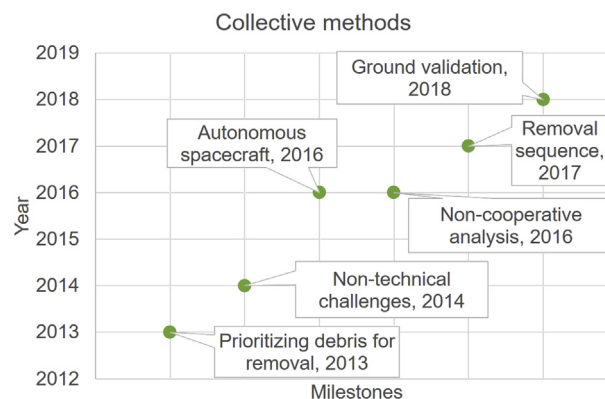 Collective methods
2019
2018
2017
2016
2015
2014
2013
2012
Year
Ground validation,
2018
Autonomous
spacecraft, 2016
Removal
sequence,
2017
Non-cooperative
analysis, 2016
Non-technical
challenges, 2014
Prioritizing debris for
removal, 2013
Milestones